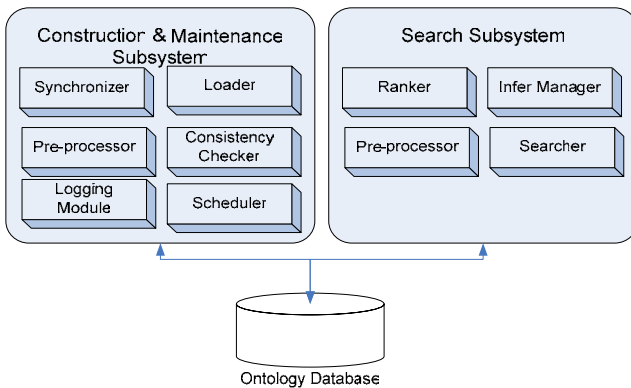 Construction & Maintenance
Subsystem
Synchronizer
Loader
Pre-processor
Consistency
Checker
Logging
Module
Scheduler
Search Subsystem
Ranker
Infer Manager
Pre-processor
Searcher
Ontology Database